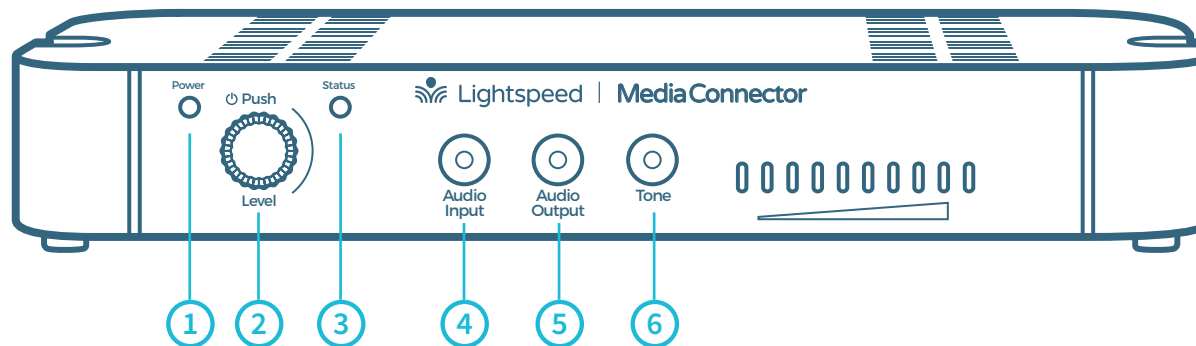 Power
⏻ Push
Status
Lightspeed | MediaConnector
Level
Audio
Input
Audio
Output
Tone
1 2 3 4 5 6